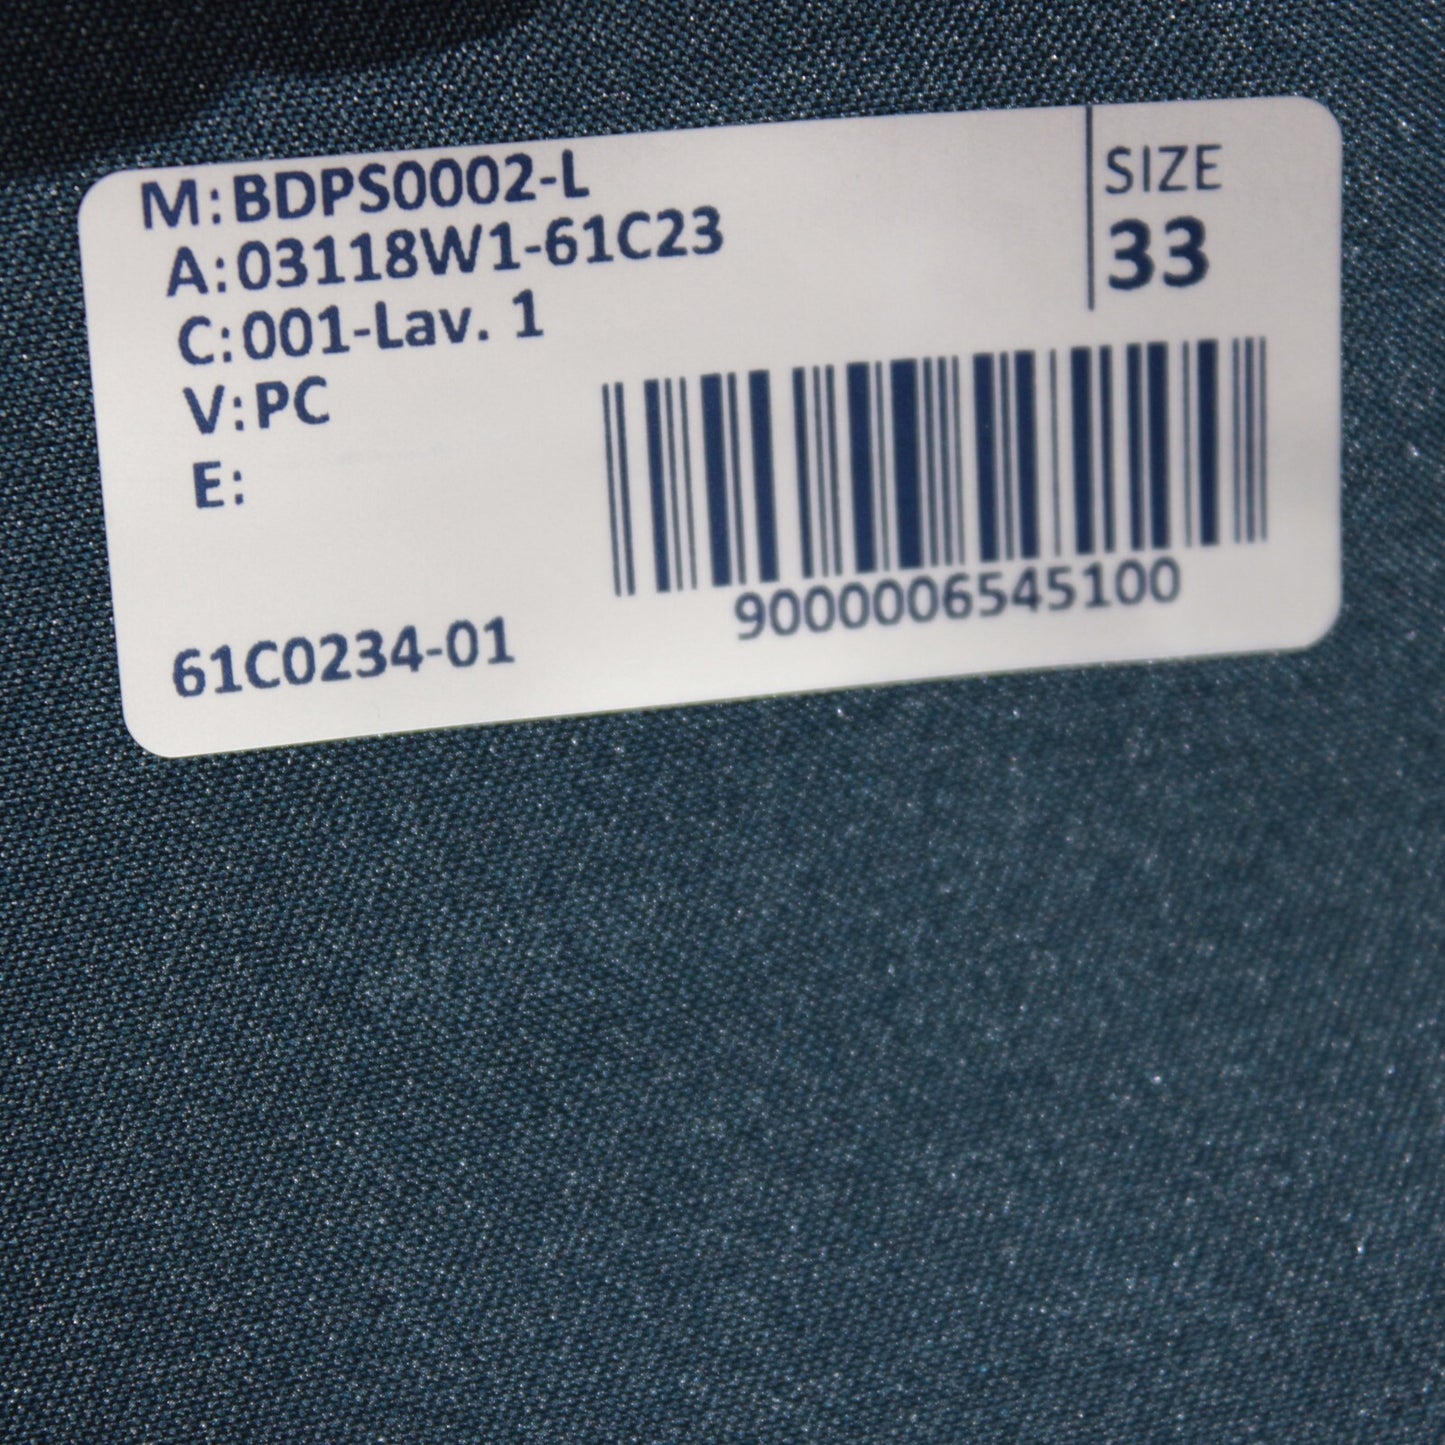 M:BDPS0002-L
A:03118W1-61C23
C:001-Lav. 1
V:PC
E:
SIZE
33
9000006545100
61C0234-01